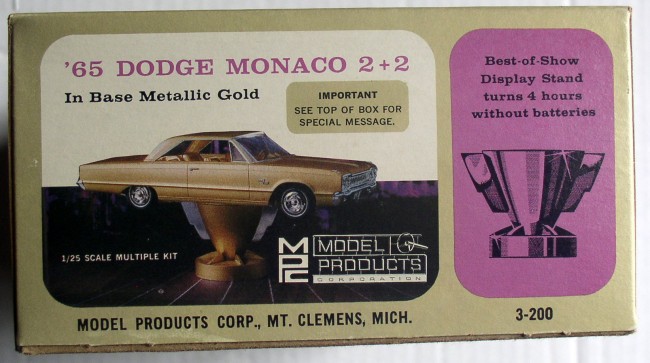 '65 DODGE MONACO 2+2
In Base Metallic Gold
IMPORTANT
SEE TOP OF BOX FOR
SPECIAL MESSAGE.
1/25 SCALE MULTIPLE KIT
MPC
MODEL
PRODUCTS
CORPORATION
Best-of-Show
Display Stand
turns 4 hours
without batteries
MODEL PRODUCTS CORP., MT. CLEMENS, MICH.
3-200